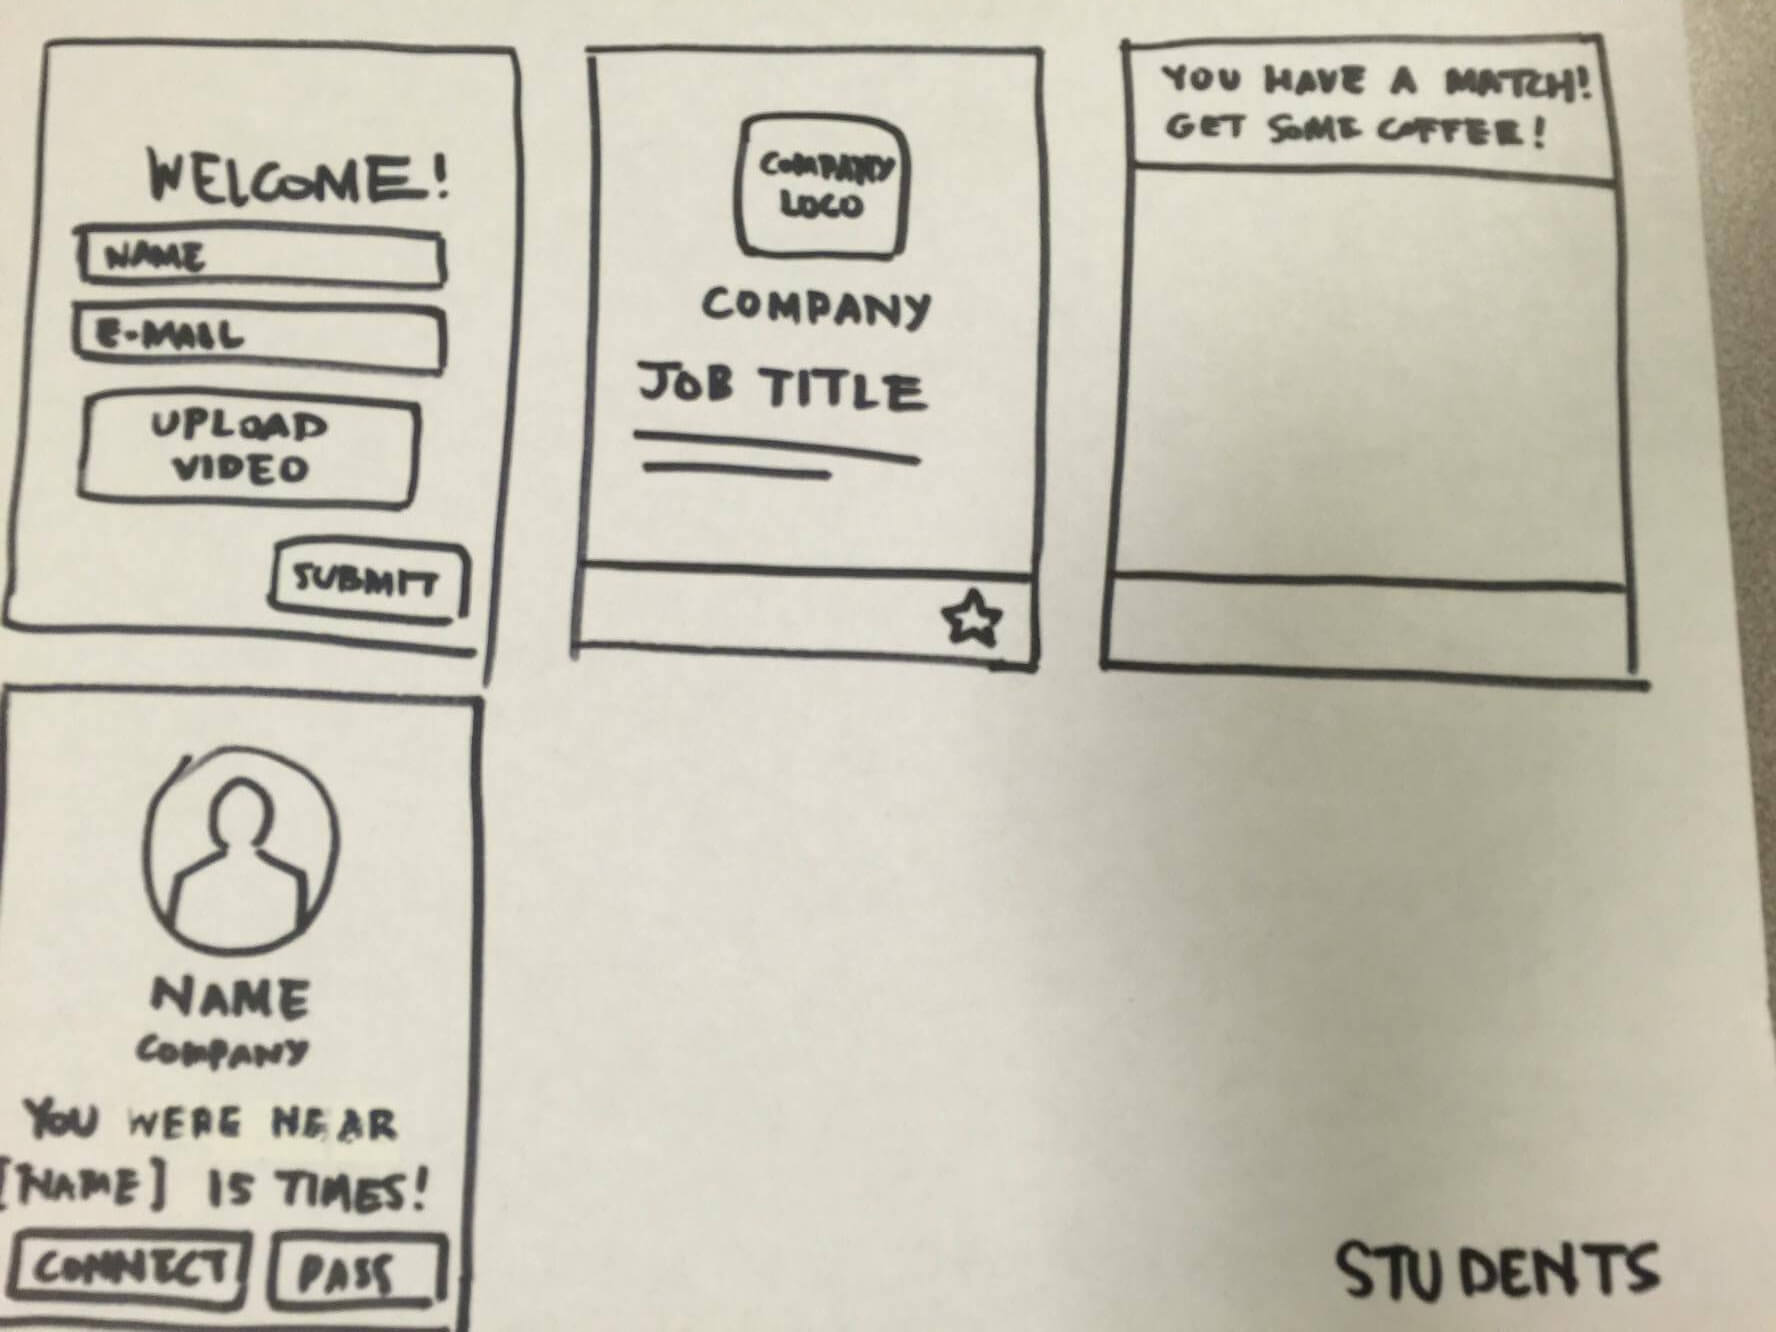 WELCOME!
NAME
E-MAIL
UPLOAD
VIDEO
SUBMIT
COMPANY
LOGO
COMPANY
JOB TITLE
YOU HAVE A MATCH!
GET SOME COFFEE!
NAME
COMPANY
YOU WERE NEAR
[NAME] 15 TIMES!
CONNECT
PASS
STUDENTS